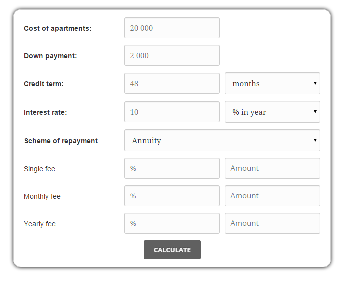 Cost of apartments: 20 000
Down payment: 2 000
Credit term: 48 months
Interest rate: 10 % in year
Scheme of repayment Annuity
Single fee % Amount
Monthly fee % Amount
Yearly fee % Amount
CALCULATE